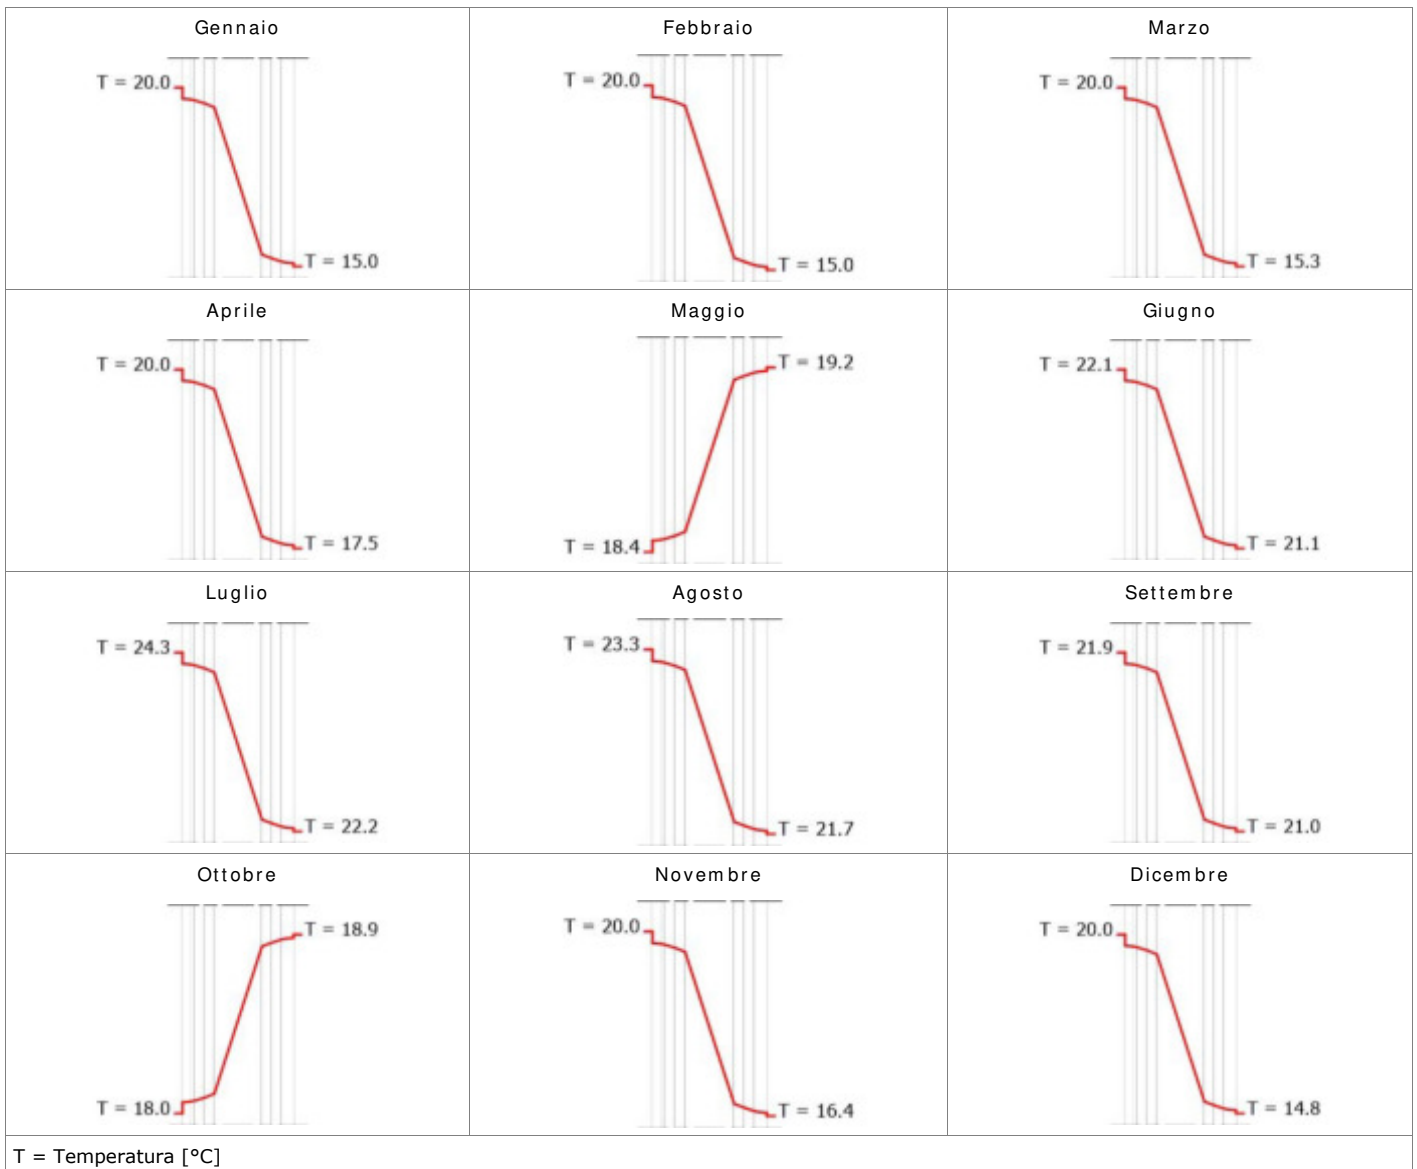 Gennaio
T = 20.0
T = 15.0
Febbraio
T = 20.0
T = 15.0
Marzo
T = 20.0
T = 15.3
Aprile
T = 20.0
T = 17.5
Maggio
T = 19.2
T = 18.4
Giugno
T = 22.1
T = 21.1
Luglio
T = 24.3
T = 22.2
Agosto
T = 23.3
T = 21.7
Settembre
T = 21.9
T = 21.0
Ottobre
T = 18.9
T = 18.0
Novembre
T = 20.0
T = 16.4
Dicembre
T = 20.0
T = 14.8
T = Temperatura [°C]